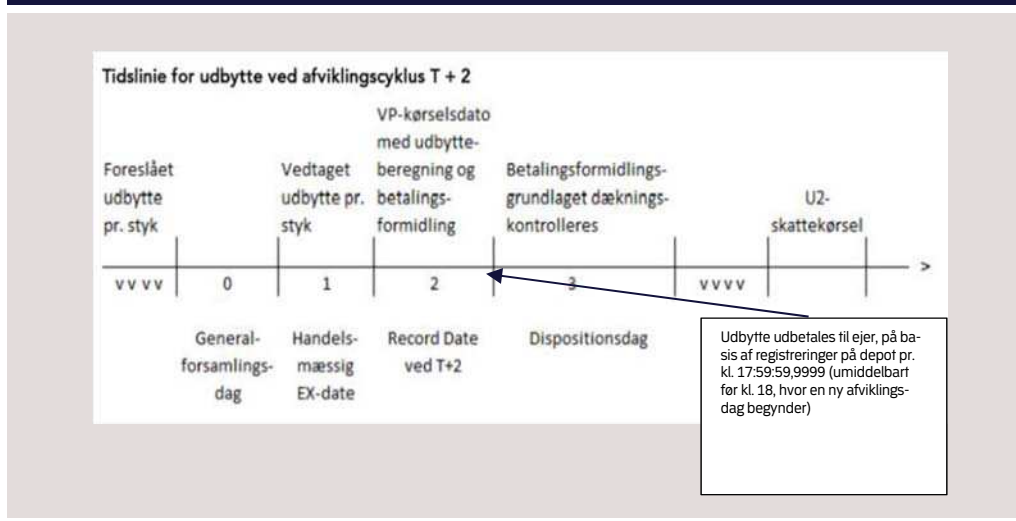 Tidslinie for udbytte ved afviklingscyklus T + 2
Foreslået
udbytte
pr. styk
Vedtaget
udbytte pr.
styk
VP-kørselsdato
med udbytte-
beregning og
betalings-
formidling
Betalingsformidlings-
grundlaget dæknings-
kontrolleres
U2-
skattekørsel
v v v v
0
1
2
3
v v v v
>
General-
forsamlings-
dag
Handels-
mæssig
EX-date
Record Date
ved T+2
Dispositionsdag
Udbytte udbetales til ejer, på ba-
sis af registreringer på depot pr.
kl. 17:59:59,9999 (umiddelbart
før kl. 18, hvor en ny afviklings-
dag begynder)